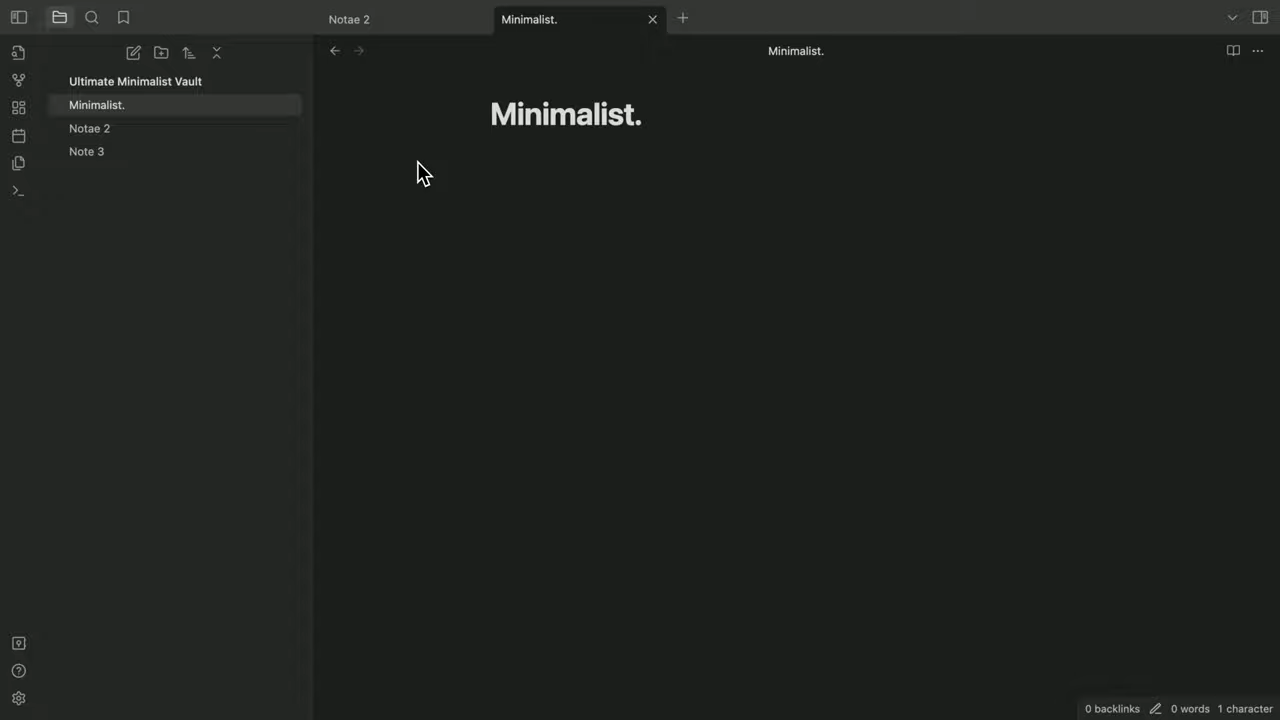 Notae 2
Minimalist.
Minimalist.
Ultimate Minimalist Vault
Minimalist.
Notae 2
Note 3
Minimalist.
0 backlinks 0 words 1 character